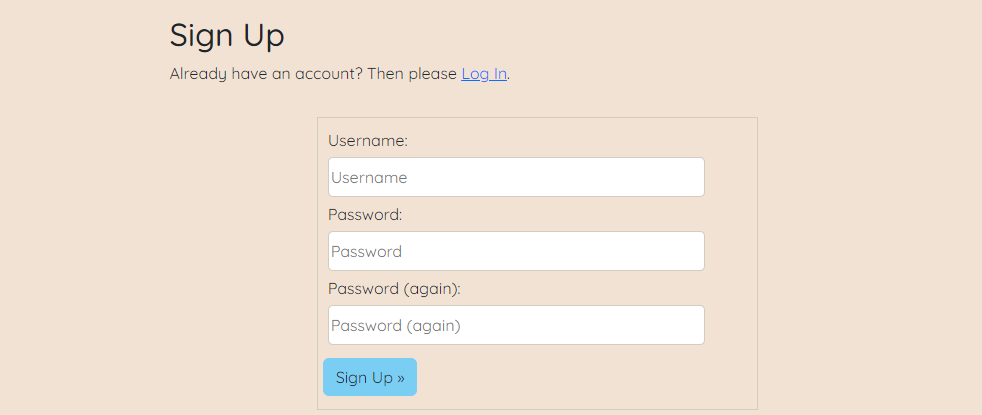 Sign Up
Already have an account? Then please Log In.
Username:
Username
Password:
Password
Password (again):
Password (again)
Sign Up »